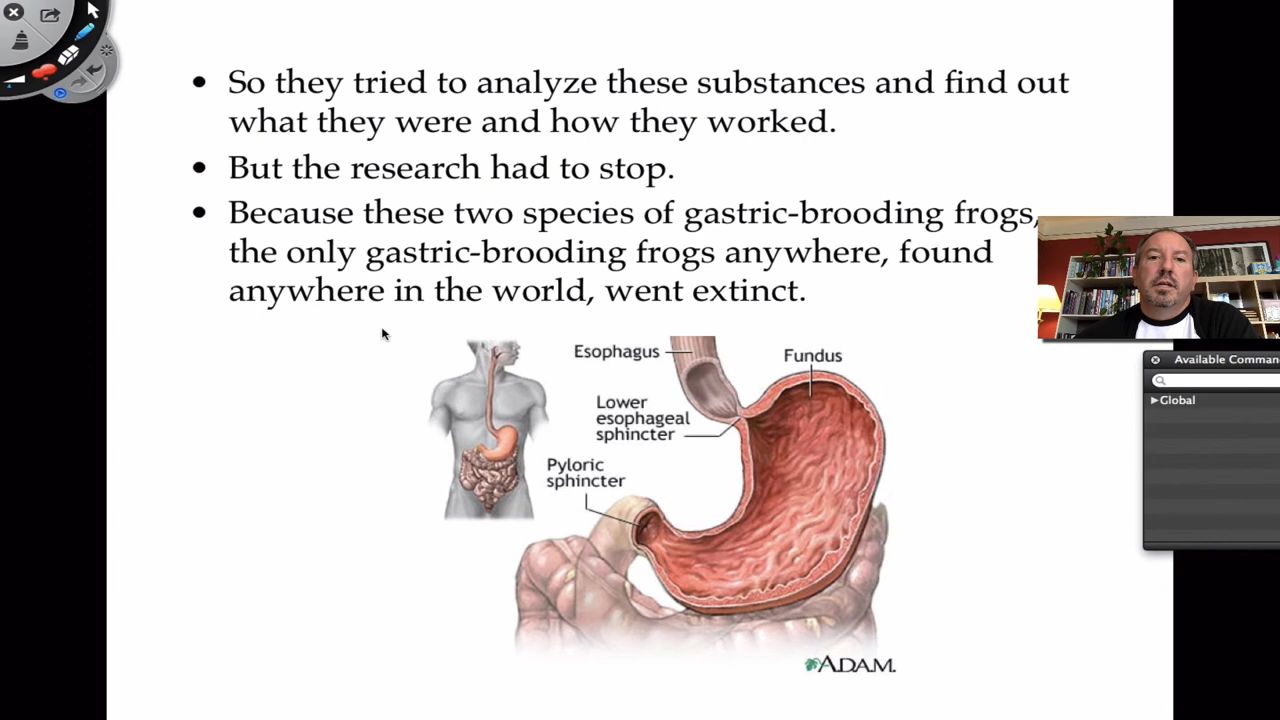 • So they tried to analyze these substances and find out
what they were and how they worked.
• But the research had to stop.
• Because these two species of gastric-brooding frogs,
the only gastric-brooding frogs anywhere, found
anywhere in the world, went extinct.
Esophagus
Fundus
Lower
esophageal
sphincter
Pyloric
sphincter
ADAM.
Available Comman
Global